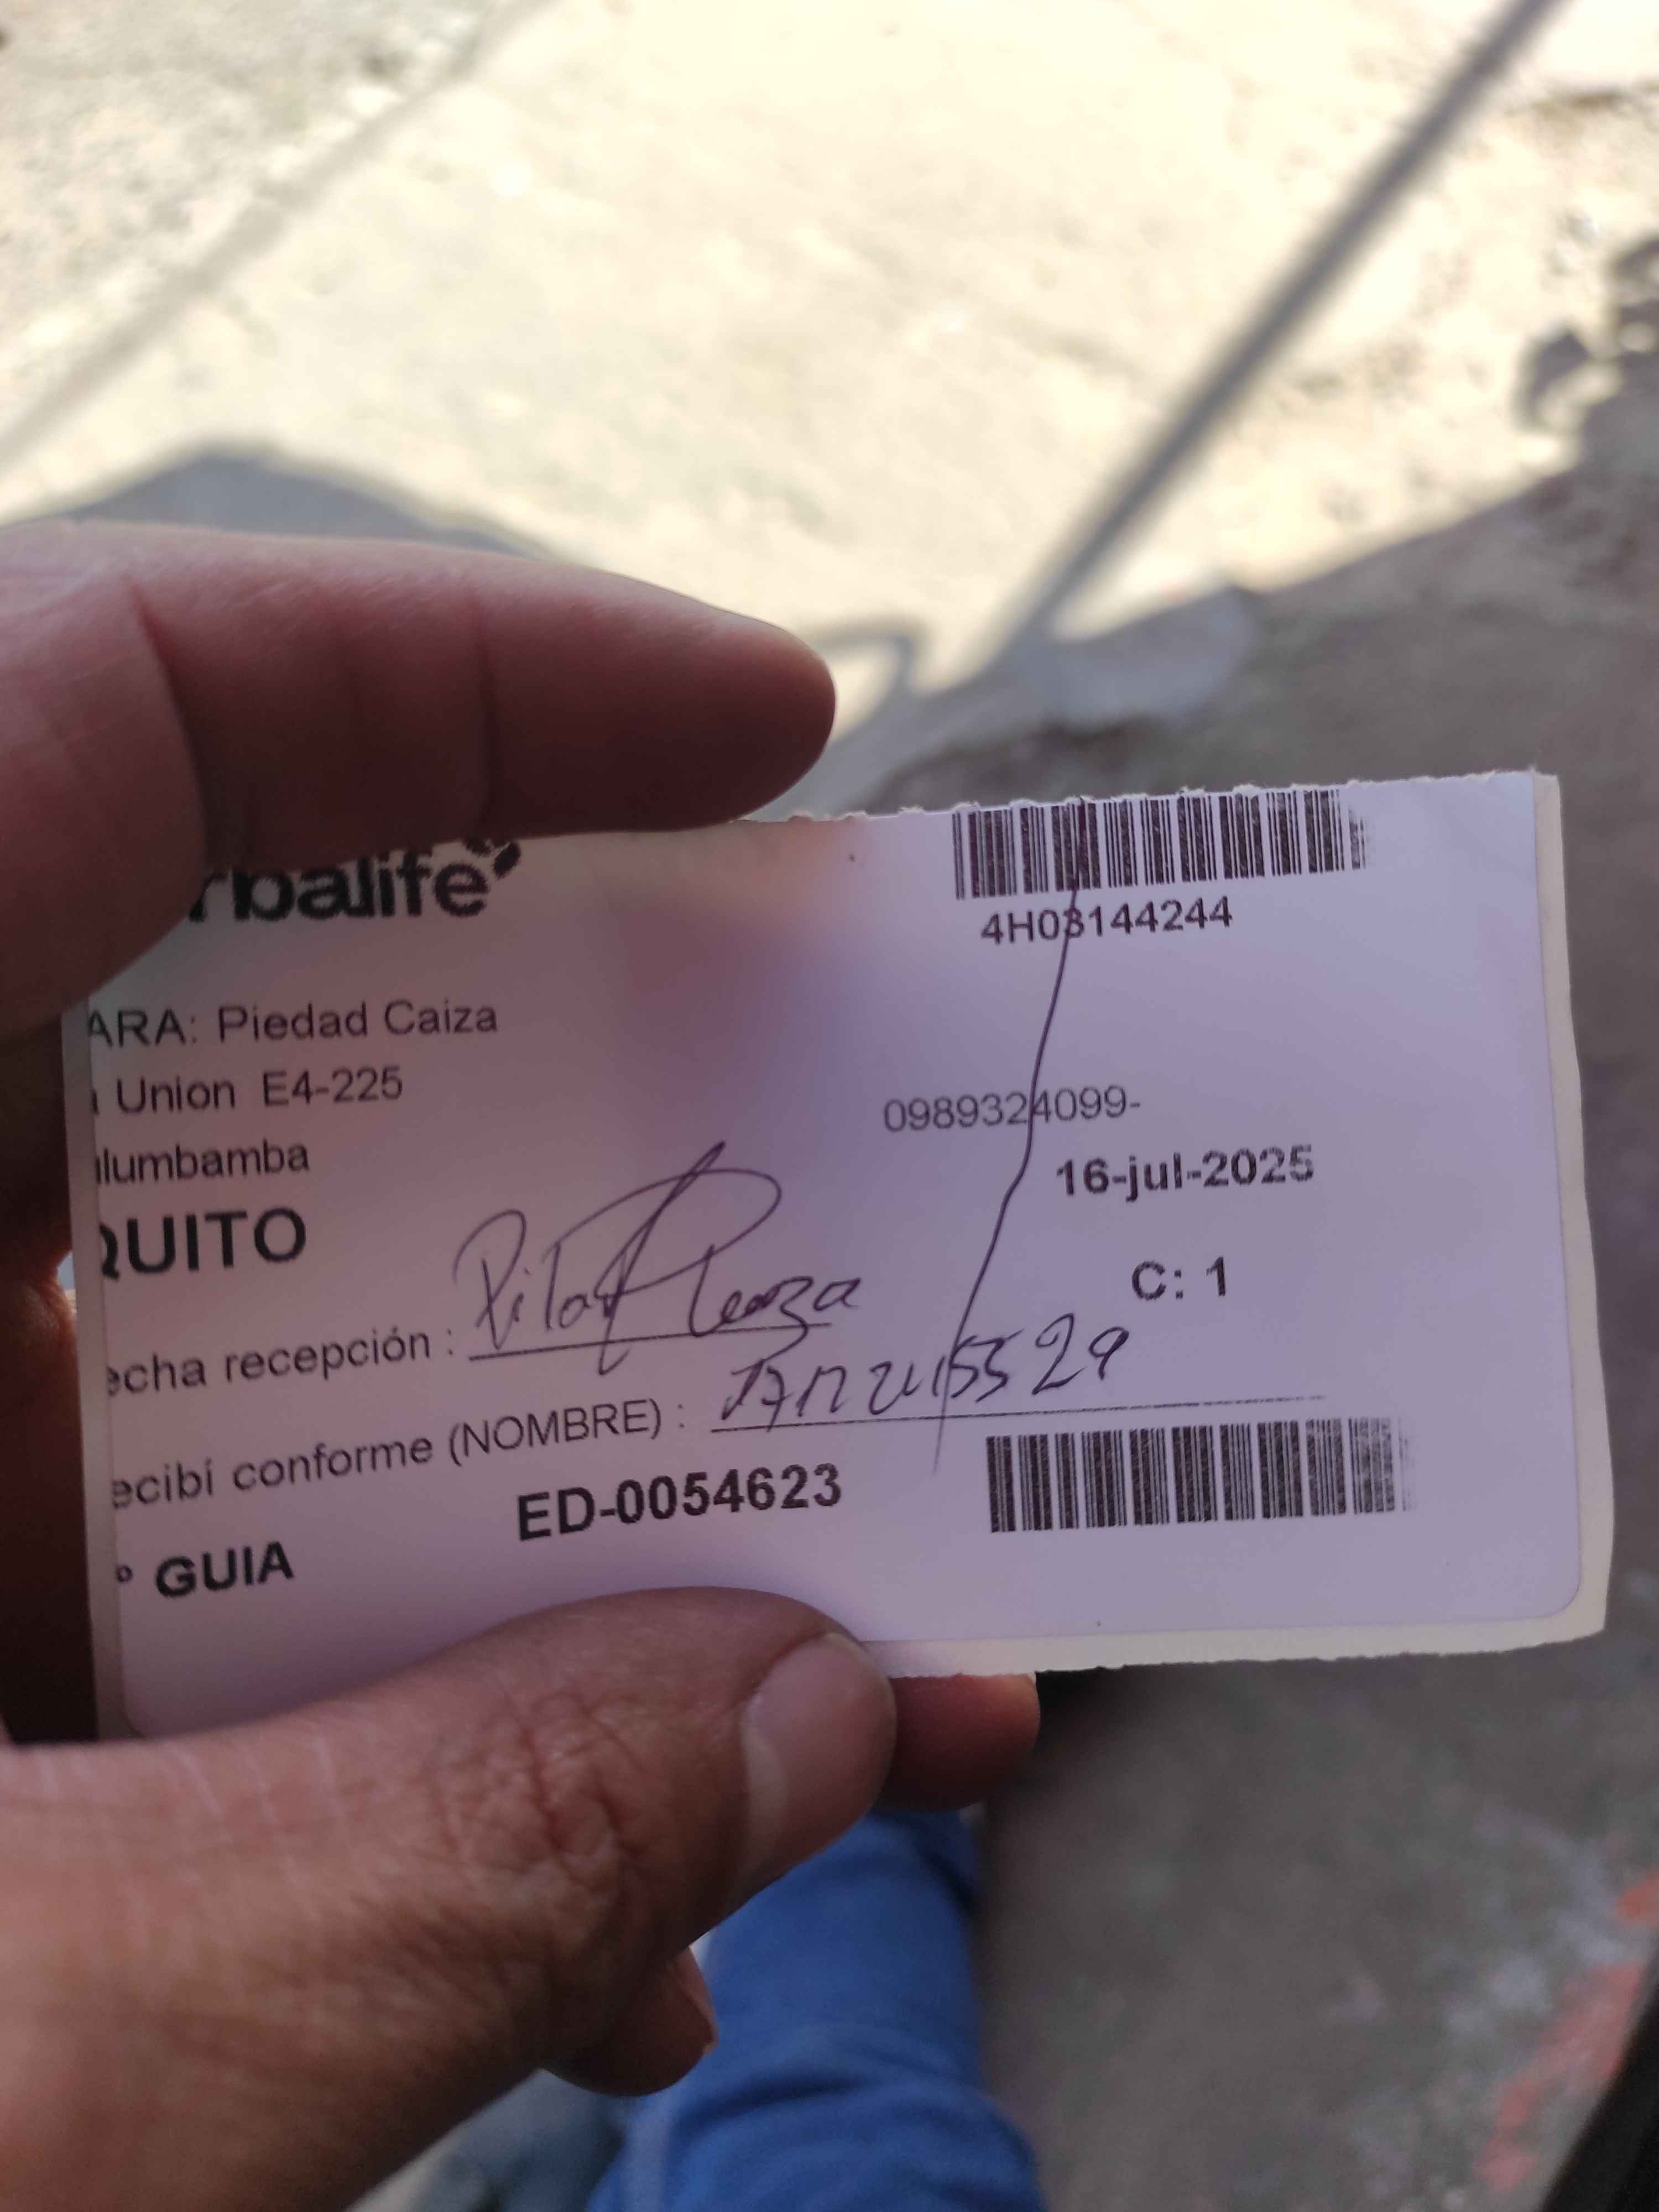 rbalife
4H03144244
ARA: Piedad Caiza
Union E4-225
0989324099-
lumbamba
16-jul-2025
QUITO
C: 1
echa recepción : Pilar
ecibí conforme (NOMBRE) :
ED-0054623
° GUIA